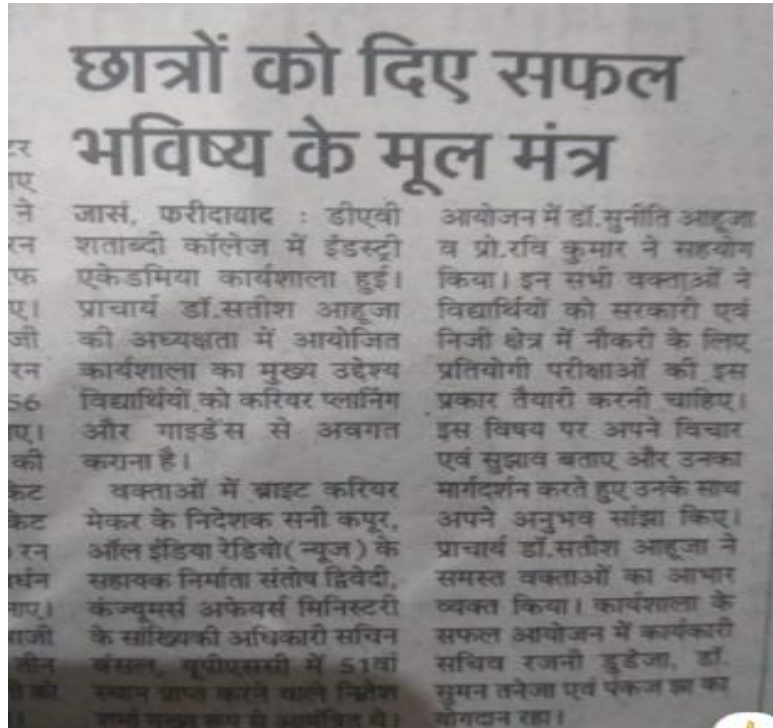 छात्रों को दिए सफल
भविष्य के मूल मंत्र
जासं, फरीदाबाद : डीएवी
शताब्दी कॉलेज में इंडस्ट्री
एकेडमिया कार्यशाला हुई।
प्राचार्य डॉ.सतीश आहूजा
की अध्यक्षता में आयोजित
कार्यशाला का मुख्य उद्देश्य
विद्यार्थियों को करियर प्लानिंग
और गाइडेंस से अवगत
कराना है।
वक्ताओं में ब्राइट करियर
मेकर के निदेशक सनी कपूर,
ऑल इंडिया रेडियो( न्यूज ) के
सहायक निर्माता संतोष द्विवेदी,
कंज्यूमर्स अफेयर्स मिनिस्टरी
के सांख्यिकी अधिकारी सचिन
बंसल, यूपीएससी में 51वां
स्थान प्राप्त करने वाले नितेश
शर्मा मुख्य रूप से आमंत्रित थे।
आयोजन में डॉ.सुनीति आहूजा
व प्रो.रवि कुमार ने सहयोग
किया। इन सभी वक्ताओं ने
विद्यार्थियों को सरकारी एवं
निजी क्षेत्र में नौकरी के लिए
प्रतियोगी परीक्षाओं की इस
प्रकार तैयारी करनी चाहिए।
इस विषय पर अपने विचार
एवं सुझाव बताए और उनका
मार्गदर्शन करते हुए उनके साथ
अपने अनुभव सांझा किए।
प्राचार्य डॉ.सतीश आहूजा ने
समस्त वक्ताओं का आभार
व्यक्त किया। कार्यशाला के
सफल आयोजन में कार्यकारी
सचिव रजनी डुडेजा, डॉ.
सुमन तनेजा एवं पंकज झा का
योगदान रहा।